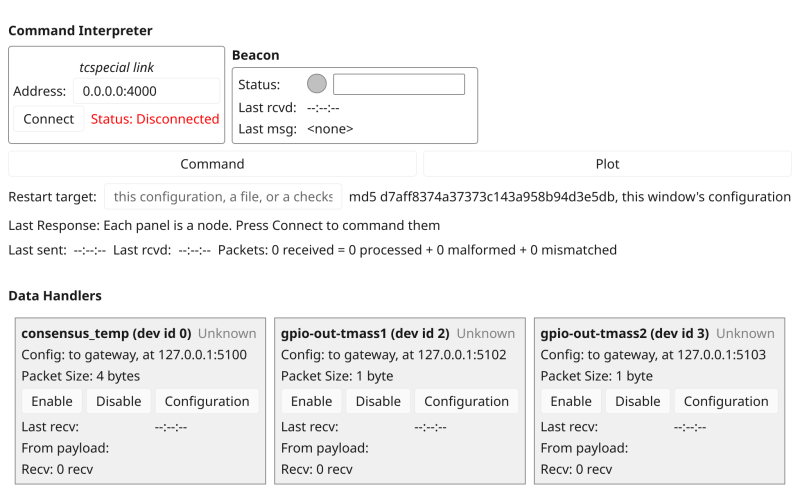 Command Interpreter
tcspecial link
Address: 0.0.0.0:4000
Connect Status: Disconnected
Beacon
Status:
Last rcvd: --:--:--
Last msg: <none>
Command Plot
Restart target: this configuration, a file, or a checks md5 d7aff8374a37373c143a958b94d3e5db, this window's configuration
Last Response: Each panel is a node. Press Connect to command them
Last sent: --:--:-- Last rcvd: --:--:-- Packets: 0 received = 0 processed + 0 malformed + 0 mismatched
Data Handlers
consensus_temp (dev id 0) Unknown
Config: to gateway, at 127.0.0.1:5100
Packet Size: 4 bytes
Enable Disable Configuration
Last recv: --:--:--
From payload:
Recv: 0 recv
gpio-out-tmass1 (dev id 2) Unknown
Config: to gateway, at 127.0.0.1:5102
Packet Size: 1 byte
Enable Disable Configuration
Last recv: --:--:--
From payload:
Recv: 0 recv
gpio-out-tmass2 (dev id 3) Unknown
Config: to gateway, at 127.0.0.1:5103
Packet Size: 1 byte
Enable Disable Configuration
Last recv: --:--:--
From payload:
Recv: 0 recv